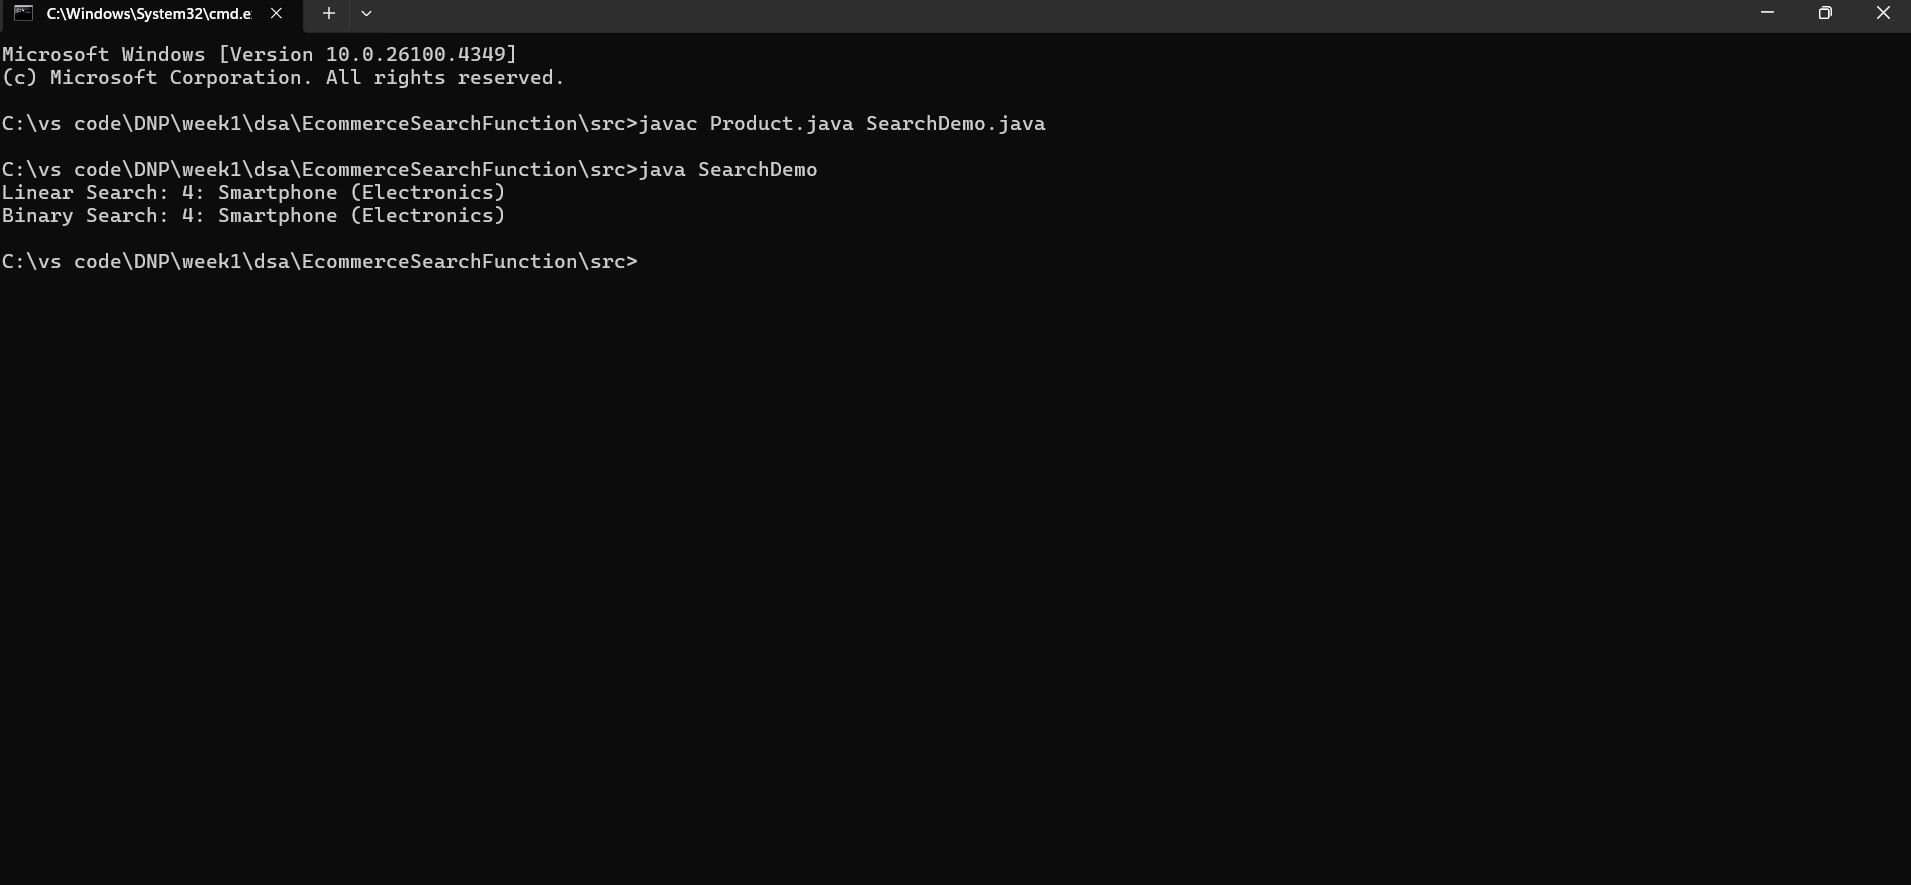 C:\Windows\System32\cmd.e
Microsoft Windows [Version 10.0.26100.4349]
(c) Microsoft Corporation. All rights reserved.
C:\vs code\DNP\week1\dsa\EcommerceSearchFunction\src>javac Product.java SearchDemo.java
C:\vs code\DNP\week1\dsa\EcommerceSearchFunction\src>java SearchDemo
Linear Search: 4: Smartphone (Electronics)
Binary Search: 4: Smartphone (Electronics)
C:\vs code\DNP\week1\dsa\EcommerceSearchFunction\src>